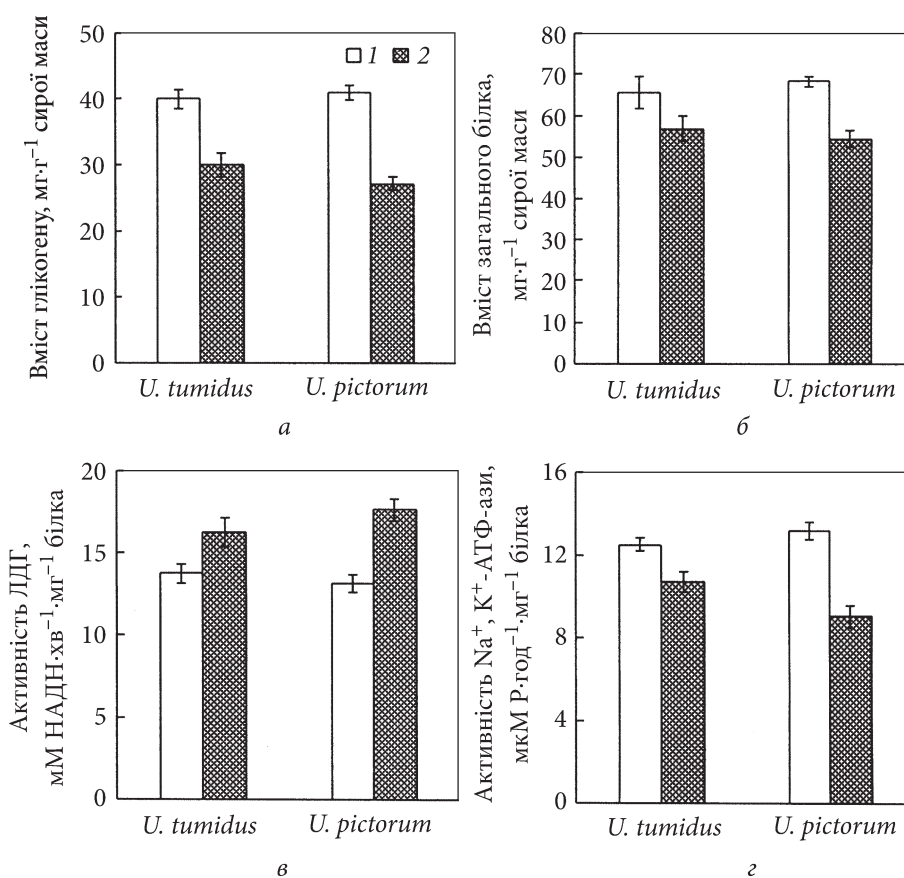 Вміст глікогену, мг·г⁻¹ сирої маси
50
40
30
20
10
0
1 2
U. tumidus U. pictorum
а
Вміст загального білка,
мг·г⁻¹ сирої маси
80
70
60
50
40
30
20
10
0
U. tumidus U. pictorum
б
Активність ЛДГ,
мМ НАДН·хв⁻¹·мг⁻¹ білка
20
15
10
5
0
U. tumidus U. pictorum
в
Активність Na⁺, K⁺-АТФ-ази,
мкМ Р·год⁻¹·мг⁻¹ білка
16
12
8
4
0
U. tumidus U. pictorum
г